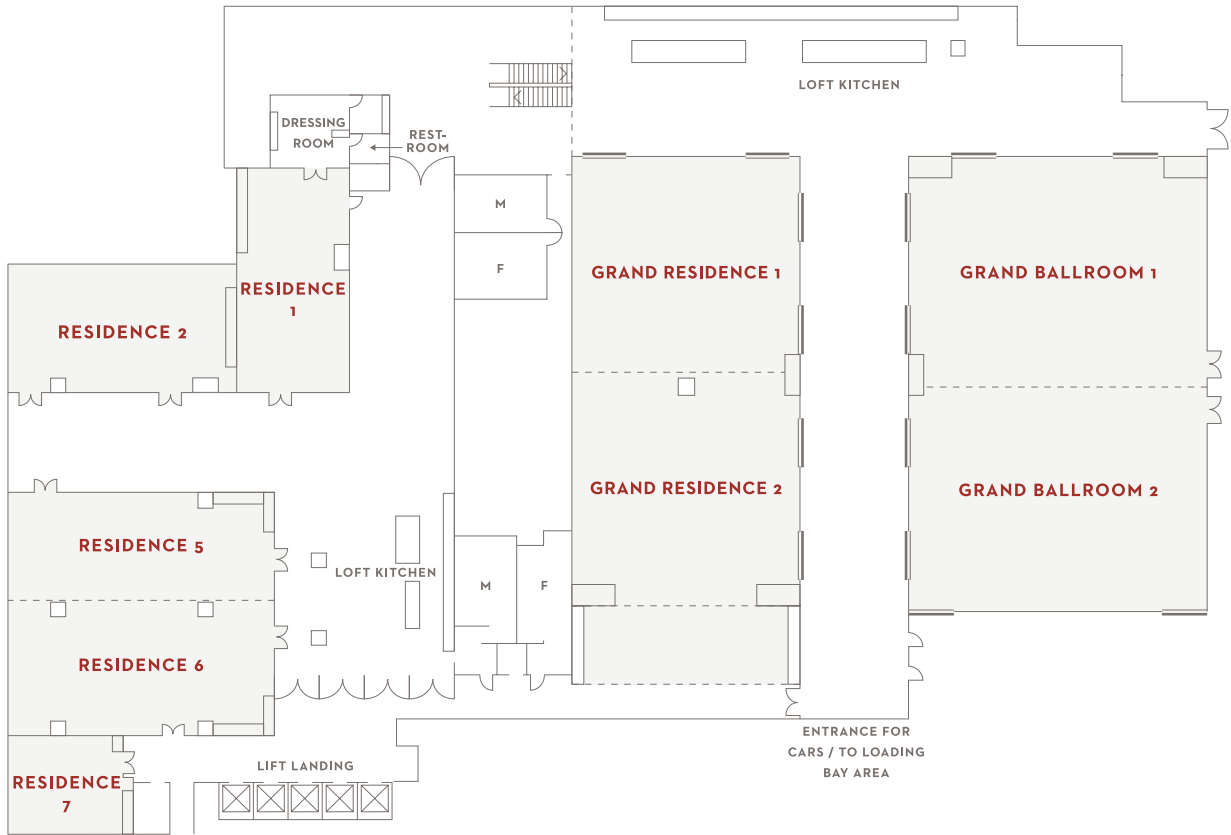 LOFT KITCHEN
DRESSING
ROOM
REST-
ROOM
M
F
GRAND RESIDENCE 1
GRAND BALLROOM 1
RESIDENCE
1
RESIDENCE 2
GRAND RESIDENCE 2
GRAND BALLROOM 2
RESIDENCE 5
LOFT KITCHEN
M
F
RESIDENCE 6
ENTRANCE FOR
CARS / TO LOADING
BAY AREA
LIFT LANDING
RESIDENCE
7